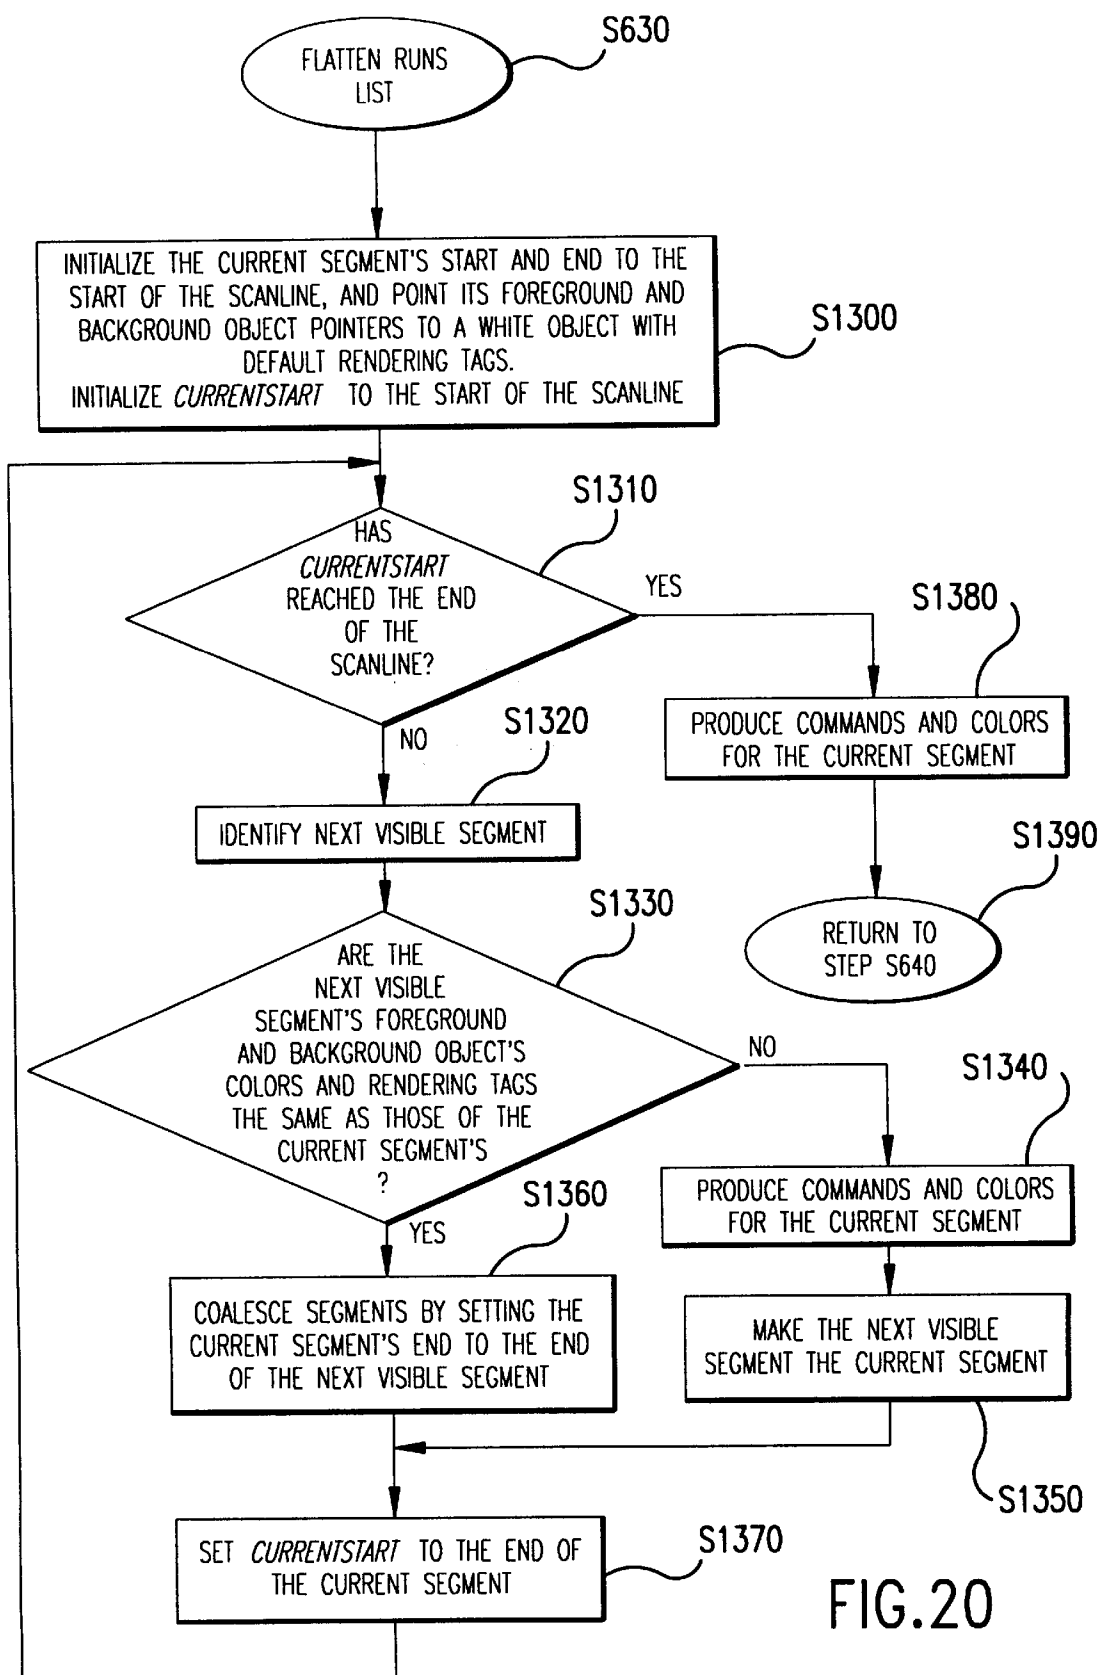 S630
FLATTEN RUNS
LIST
INITIALIZE THE CURRENT SEGMENT'S START AND END TO THE
START OF THE SCANLINE, AND POINT ITS FOREGROUND AND
BACKGROUND OBJECT POINTERS TO A WHITE OBJECT WITH
DEFAULT RENDERING TAGS.
INITIALIZE CURRENTSTART TO THE START OF THE SCANLINE
S1300
S1310
HAS
CURRENTSTART
REACHED THE END
OF THE
SCANLINE?
YES
S1380
PRODUCE COMMANDS AND COLORS
FOR THE CURRENT SEGMENT
NO
S1320
IDENTIFY NEXT VISIBLE SEGMENT
S1390
RETURN TO
STEP S640
S1330
ARE THE
NEXT VISIBLE
SEGMENT'S FOREGROUND
AND BACKGROUND OBJECT'S
COLORS AND RENDERING TAGS
THE SAME AS THOSE OF THE
CURRENT SEGMENT'S
?
NO
S1340
PRODUCE COMMANDS AND COLORS
FOR THE CURRENT SEGMENT
YES
S1360
COALESCE SEGMENTS BY SETTING THE
CURRENT SEGMENT'S END TO THE END
OF THE NEXT VISIBLE SEGMENT
MAKE THE NEXT VISIBLE
SEGMENT THE CURRENT SEGMENT
S1350
SET CURRENTSTART TO THE END OF
THE CURRENT SEGMENT
S1370
FIG.20